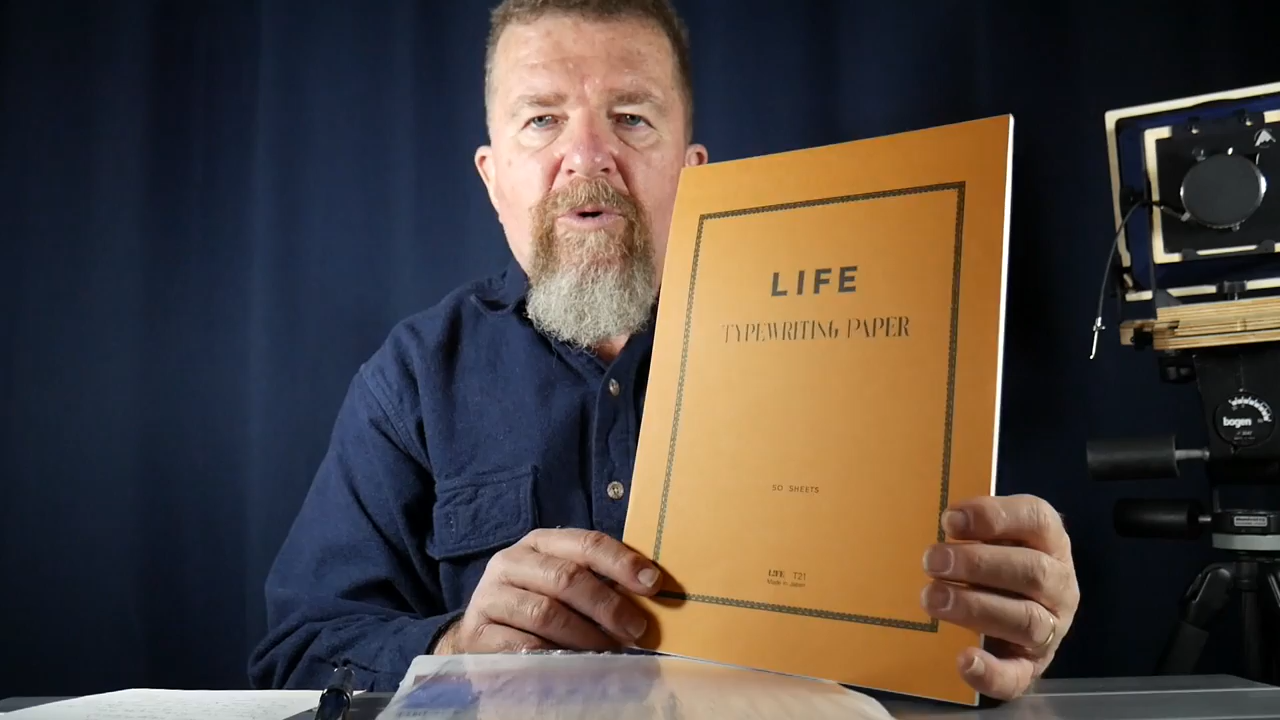 LIFE
TYPEWRITING PAPER
50 SHEETS
LIFE T21
Made in Japan
bogen